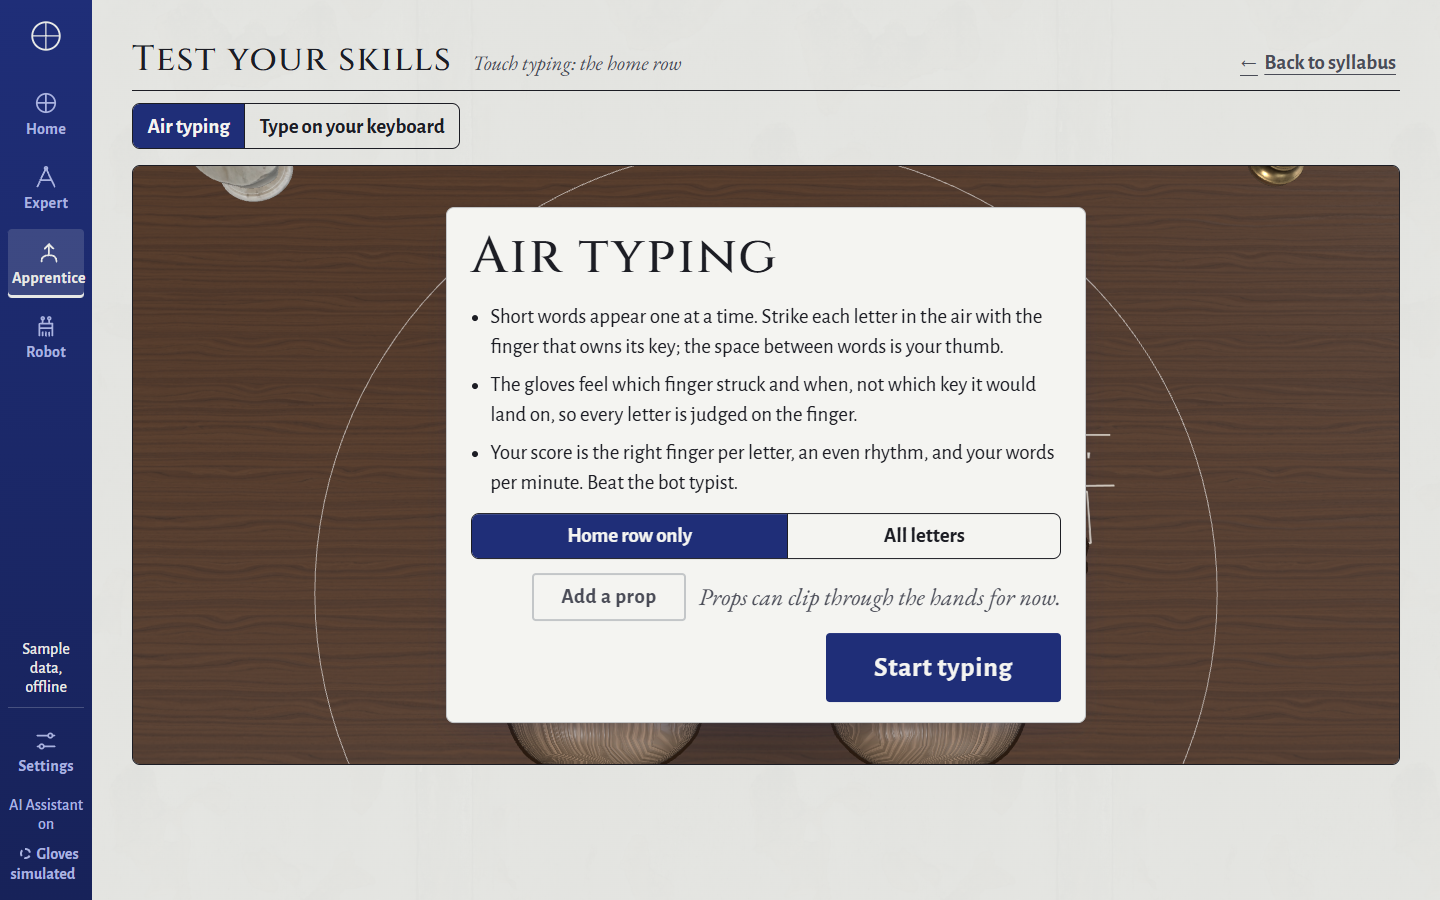 Test your skills
Touch typing: the home row
← Back to syllabus
Home
Expert
Apprentice
Robot
Sample
data,
offline
Settings
AI Assistant
on
Gloves
simulated
Air typing
Type on your keyboard
Air typing
• Short words appear one at a time. Strike each letter in the air with the
finger that owns its key; the space between words is your thumb.
• The gloves feel which finger struck and when, not which key it would
land on, so every letter is judged on the finger.
• Your score is the right finger per letter, an even rhythm, and your words
per minute. Beat the bot typist.
Home row only
All letters
Add a prop
Props can clip through the hands for now.
Start typing